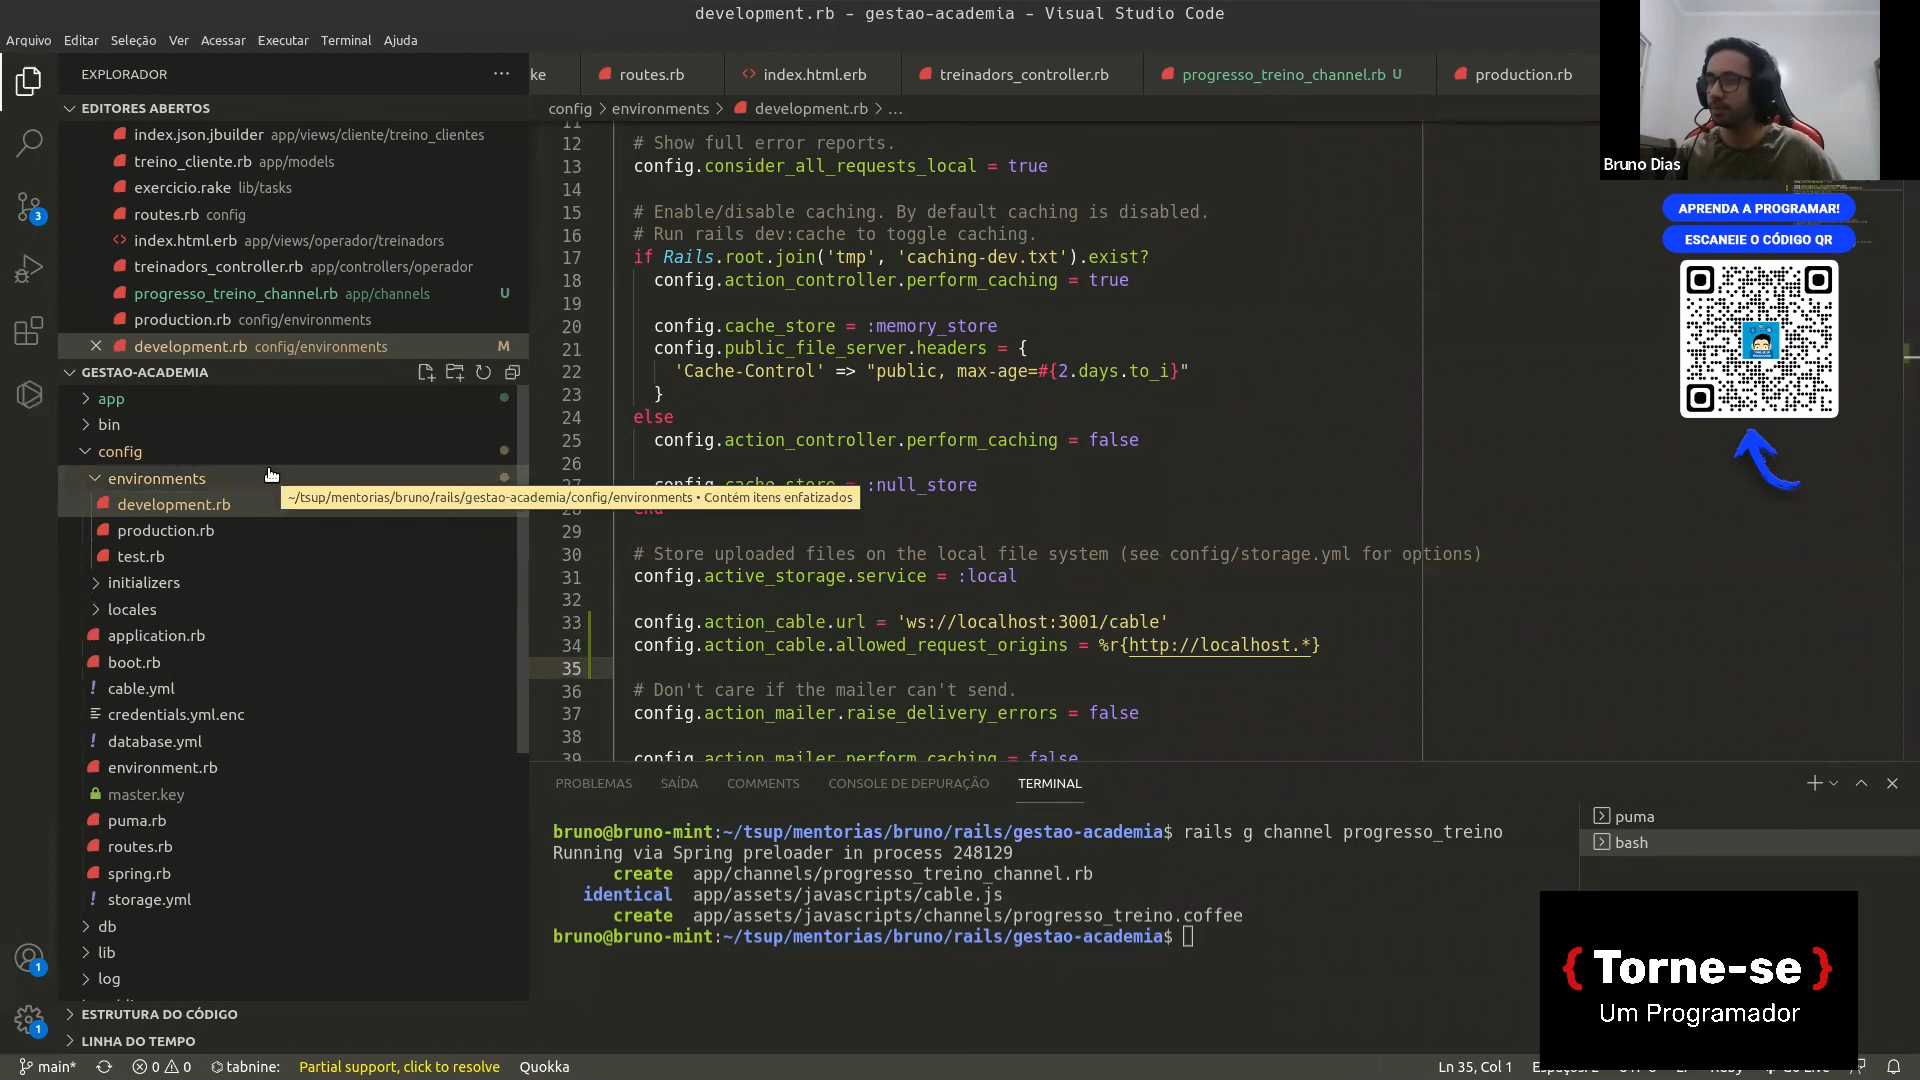 development.rb - gestao-academia - Visual Studio Code
Arquivo Editar Seleção Ver Acessar Executar Terminal Ajuda
EXPLORADOR
EDITORES ABERTOS
index.json.jbuilder app/views/cliente/treino_clientes
treino_cliente.rb app/models
exercicio.rake lib/tasks
routes.rb config
index.html.erb app/views/operador/treinadors
treinadors_controller.rb app/controllers/operador
progresso_treino_channel.rb app/channels U
production.rb config/environments
development.rb config/environments M
GESTAO-ACADEMIA
app
bin
config
environments
development.rb
production.rb
test.rb
initializers
locales
application.rb
boot.rb
cable.yml
credentials.yml.enc
database.yml
environment.rb
master.key
puma.rb
routes.rb
spring.rb
storage.yml
db
lib
log
ESTRUTURA DO CÓDIGO
LINHA DO TEMPO
~/tsup/mentorias/bruno/rails/gestao-academia/config/environments • Contém itens enfatizados
ke routes.rb index.html.erb treinadors_controller.rb progresso_treino_channel.rb U production.rb
config > environments > development.rb > ...
11
12 # Show full error reports.
13 config.consider_all_requests_local = true
14
15 # Enable/disable caching. By default caching is disabled.
16 # Run rails dev:cache to toggle caching.
17 if Rails.root.join('tmp', 'caching-dev.txt').exist?
18 config.action_controller.perform_caching = true
19
20 config.cache_store = :memory_store
21 config.public_file_server.headers = {
22 'Cache-Control' => "public, max-age=#{2.days.to_i}"
23 }
24 else
25 config.action_controller.perform_caching = false
26
27 config.cache_store = :null_store
28 end
29
30 # Store uploaded files on the local file system (see config/storage.yml for options)
31 config.active_storage.service = :local
32
33 config.action_cable.url = 'ws://localhost:3001/cable'
34 config.action_cable.allowed_request_origins = %r{http://localhost.*}
35
36 # Don't care if the mailer can't send.
37 config.action_mailer.raise_delivery_errors = false
38
39 config.action_mailer.perform_caching = false
PROBLEMAS SAÍDA COMMENTS CONSOLE DE DEPURAÇÃO TERMINAL
bruno@bruno-mint:~/tsup/mentorias/bruno/rails/gestao-academia$ rails g channel progresso_treino
Running via Spring preloader in process 248129
create app/channels/progresso_treino_channel.rb
identical app/assets/javascripts/cable.js
create app/assets/javascripts/channels/progresso_treino.coffee
bruno@bruno-mint:~/tsup/mentorias/bruno/rails/gestao-academia$
puma
bash
Bruno Dias
APRENDA A PROGRAMAR!
ESCANEIE O CÓDIGO QR
{ Torne-se }
Um Programador
3
1
1
main* 0 0 tabnine: Partial support, click to resolve Quokka
Ln 35, Col 1